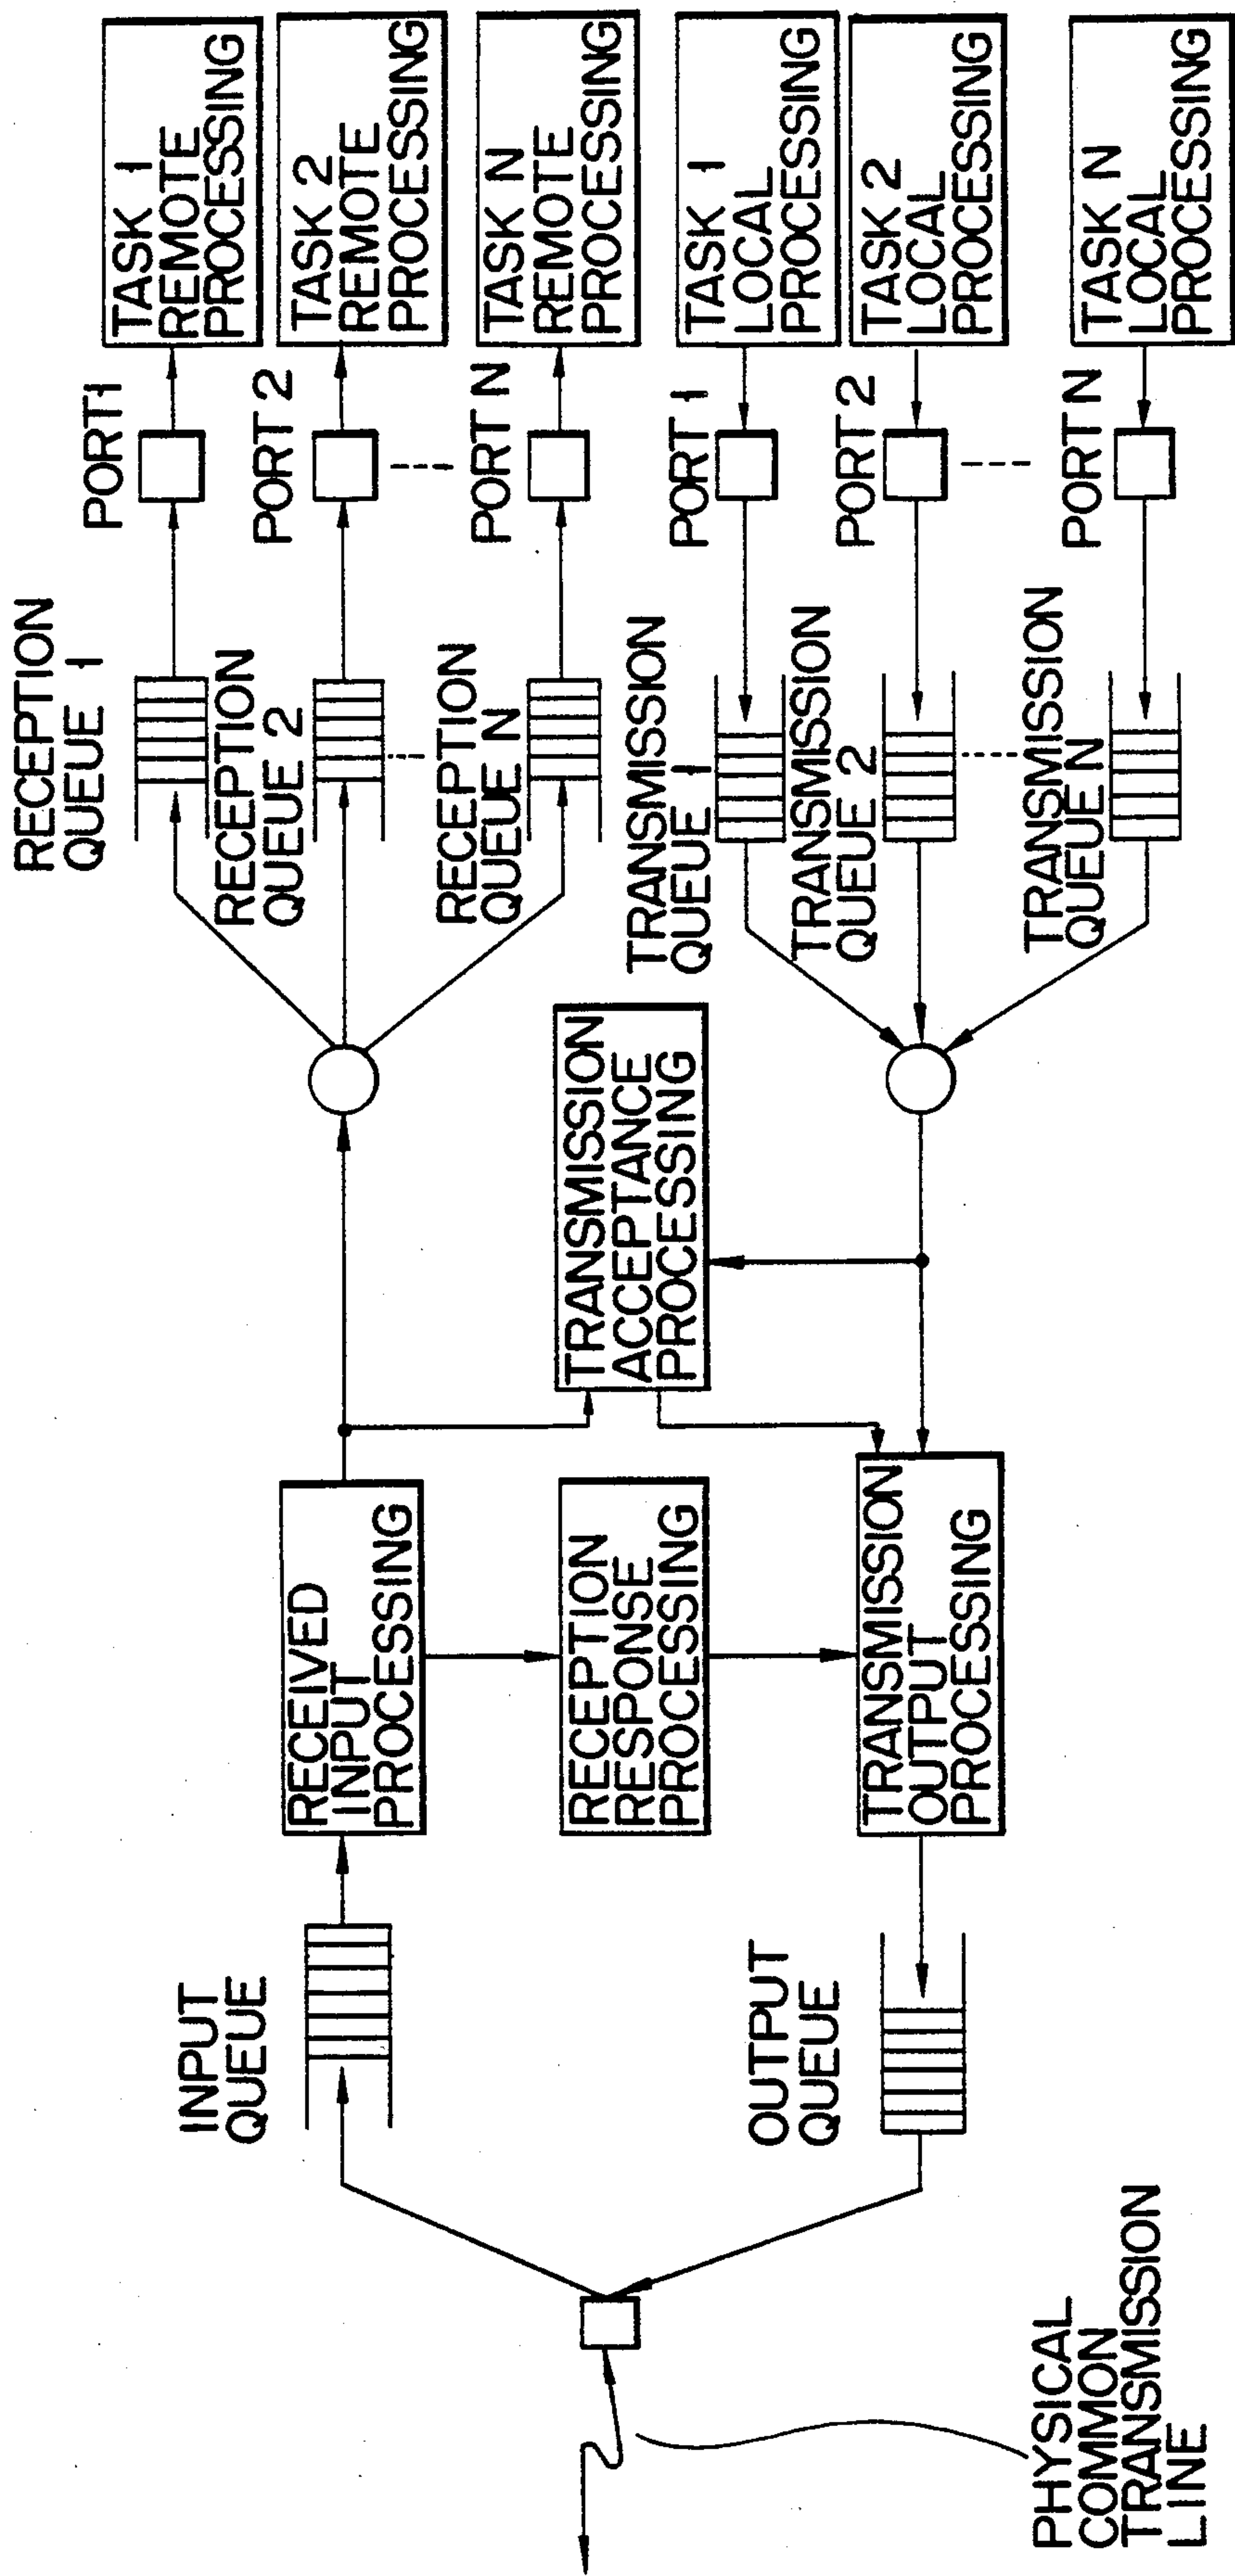 PHYSICAL
COMMON
TRANSMISSION
LINE
INPUT
QUEUE
OUTPUT
QUEUE
RECEIVED
INPUT
PROCESSING
RECEPTION
RESPONSE
PROCESSING
TRANSMISSION
OUTPUT
PROCESSING
TRANSMISSION
ACCEPTANCE
PROCESSING
RECEPTION
QUEUE 1
RECEPTION
QUEUE 2
RECEPTION
QUEUE N
TRANSMISSION
QUEUE 1
TRANSMISSION
QUEUE 2
TRANSMISSION
QUEUE N
PORT 1
PORT 2
PORT N
PORT 1
PORT 2
PORT N
TASK 1
REMOTE
PROCESSING
TASK 2
REMOTE
PROCESSING
TASK N
REMOTE
PROCESSING
TASK 1
LOCAL
PROCESSING
TASK 2
LOCAL
PROCESSING
TASK N
LOCAL
PROCESSING